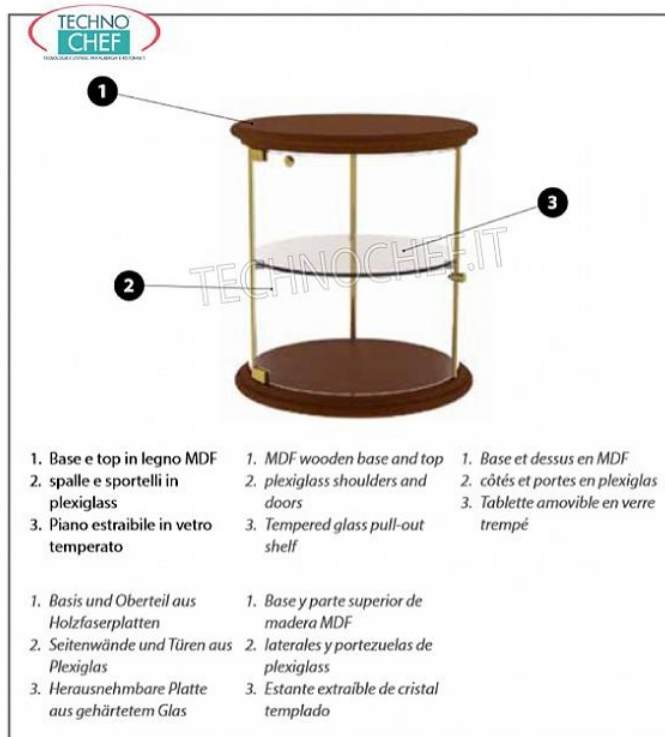 TECHNO
CHEF
1
3
TECHNOCHEF.IT
2
1. Base e top in legno MDF
2. spalle e sportelli in
plexiglass
3. Piano estraibile in vetro
temperato
1. MDF wooden base and top
2. plexiglass shoulders and
doors
3. Tempered glass pull-out
shelf
1. Base et dessus en MDF
2. côtés et portes en plexiglas
3. Tablette amovible en verre
trempé
1. Basis und Oberteil aus
Holzfaserplatten
2. Seitenwände und Türen aus
Plexiglas
3. Herausnehmbare Platte
aus gehärtetem Glas
1. Base y parte superior de
madera MDF
2. laterales y portezuelas de
plexiglass
3. Estante extraíble de cristal
templado